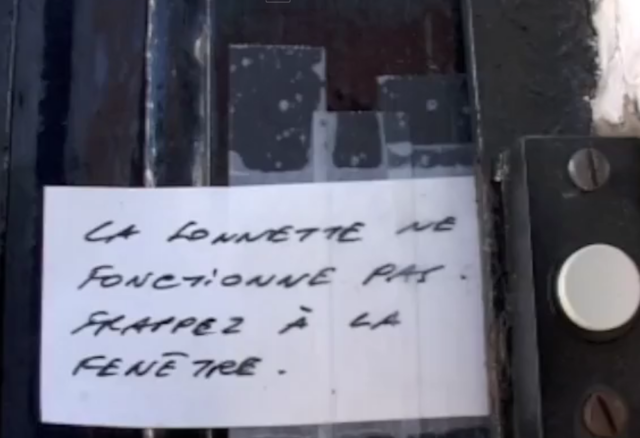 LA SONNETTE NE
FONCTIONNE PAS.
FRAPPEZ À LA
FENÊTRE.